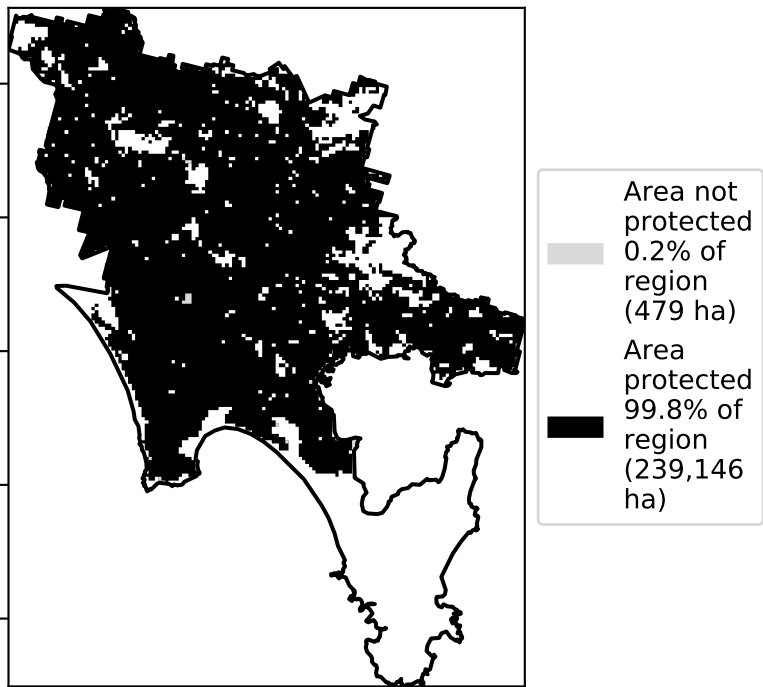 Area not
protected
0.2% of
region
(479 ha)
Area
protected
99.8% of
region
(239,146
ha)